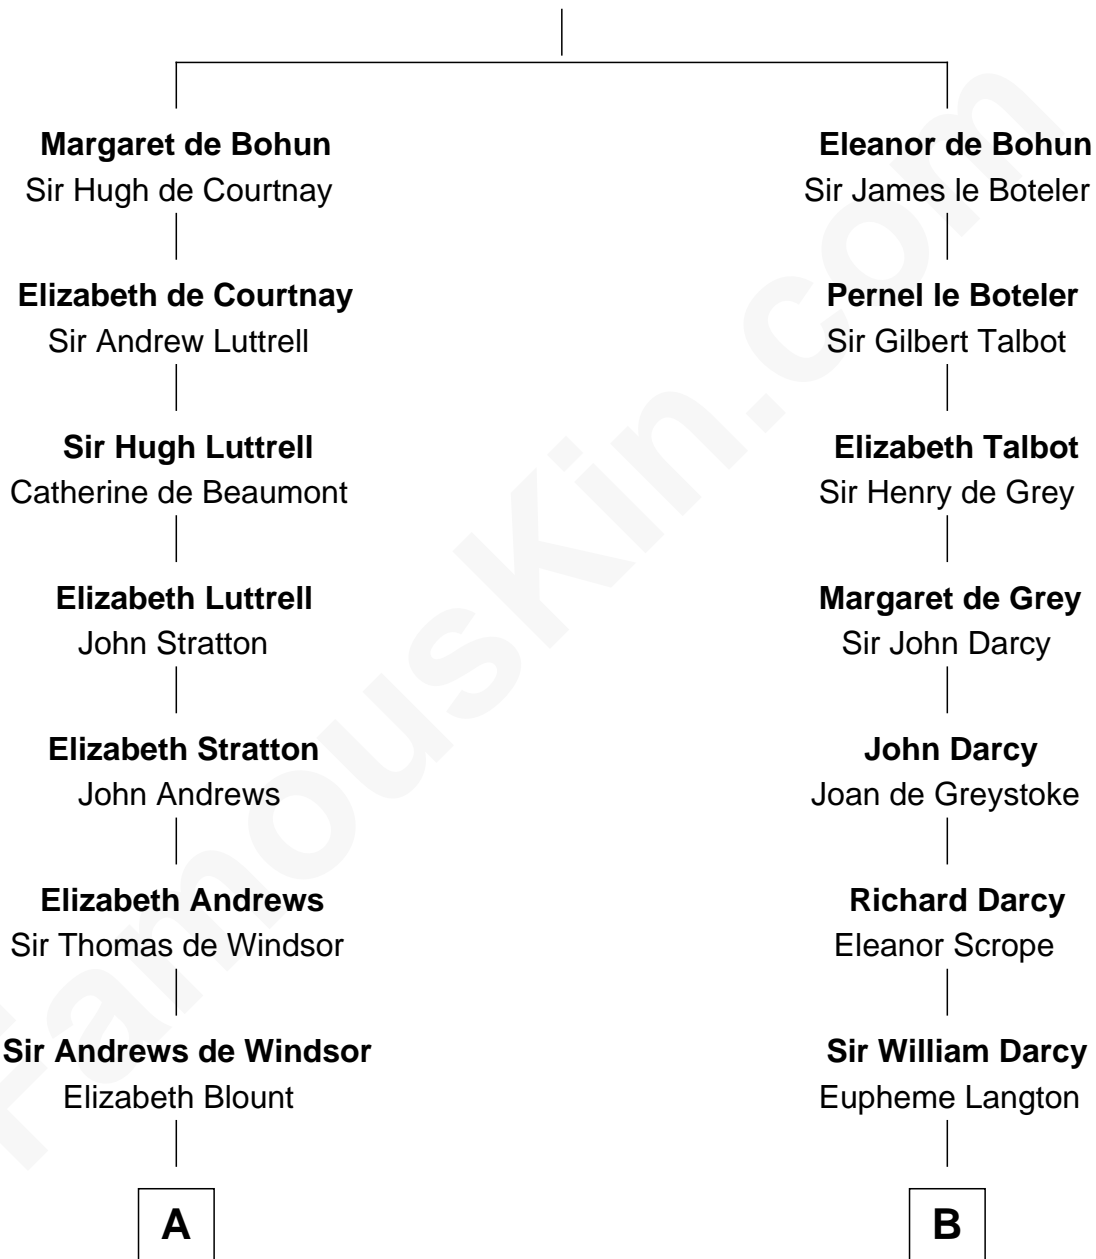 Margaret de Bohun
Sir Hugh de Courtnay
Elizabeth de Courtnay
Sir Andrew Luttrell
Sir Hugh Luttrell
Catherine de Beaumont
Elizabeth Luttrell
John Stratton
Elizabeth Stratton
John Andrews
Elizabeth Andrews
Sir Thomas de Windsor
Sir Andrews de Windsor
Elizabeth Blount
A
Eleanor de Bohun
Sir James le Boteler
Pernel le Boteler
Sir Gilbert Talbot
Elizabeth Talbot
Sir Henry de Grey
Margaret de Grey
Sir John Darcy
John Darcy
Joan de Greystoke
Richard Darcy
Eleanor Scrope
Sir William Darcy
Eupheme Langton
B
FamousKin.com